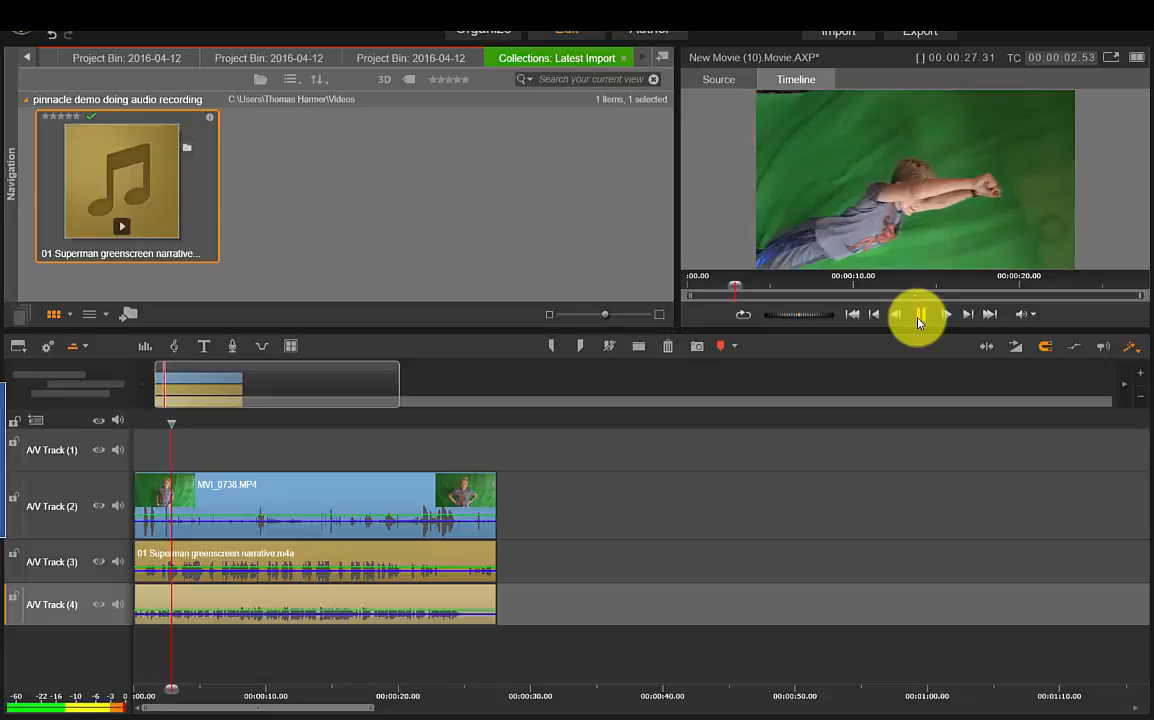 Organize Edit Author Import Export
Project Bin: 2016-04-12 Project Bin: 2016-04-12 Project Bin: 2016-04-12 Collections: Latest Import ×
New Movie (10).Movie.AXP* [ ] 00:00:27.31 TC 00:00:02.53
3D Search your current view
Source Timeline
pinnacle demo doing audio recording C:\Users\Thomas Harmer\Videos 1 items, 1 selected
Navigation
01 Superman greenscreen narrative...
:00.00 00:00:10.00 00:00:20.00
A/V Track (1)
MVI_0738.MP4
A/V Track (2)
01 Superman greenscreen narrative.m4a
A/V Track (3)
A/V Track (4)
-60 -22 -16 -10 -6 -3 0 :00.00 00:00:10.00 00:00:20.00 00:00:30.00 00:00:40.00 00:00:50.00 00:01:00.00 00:01:10.00